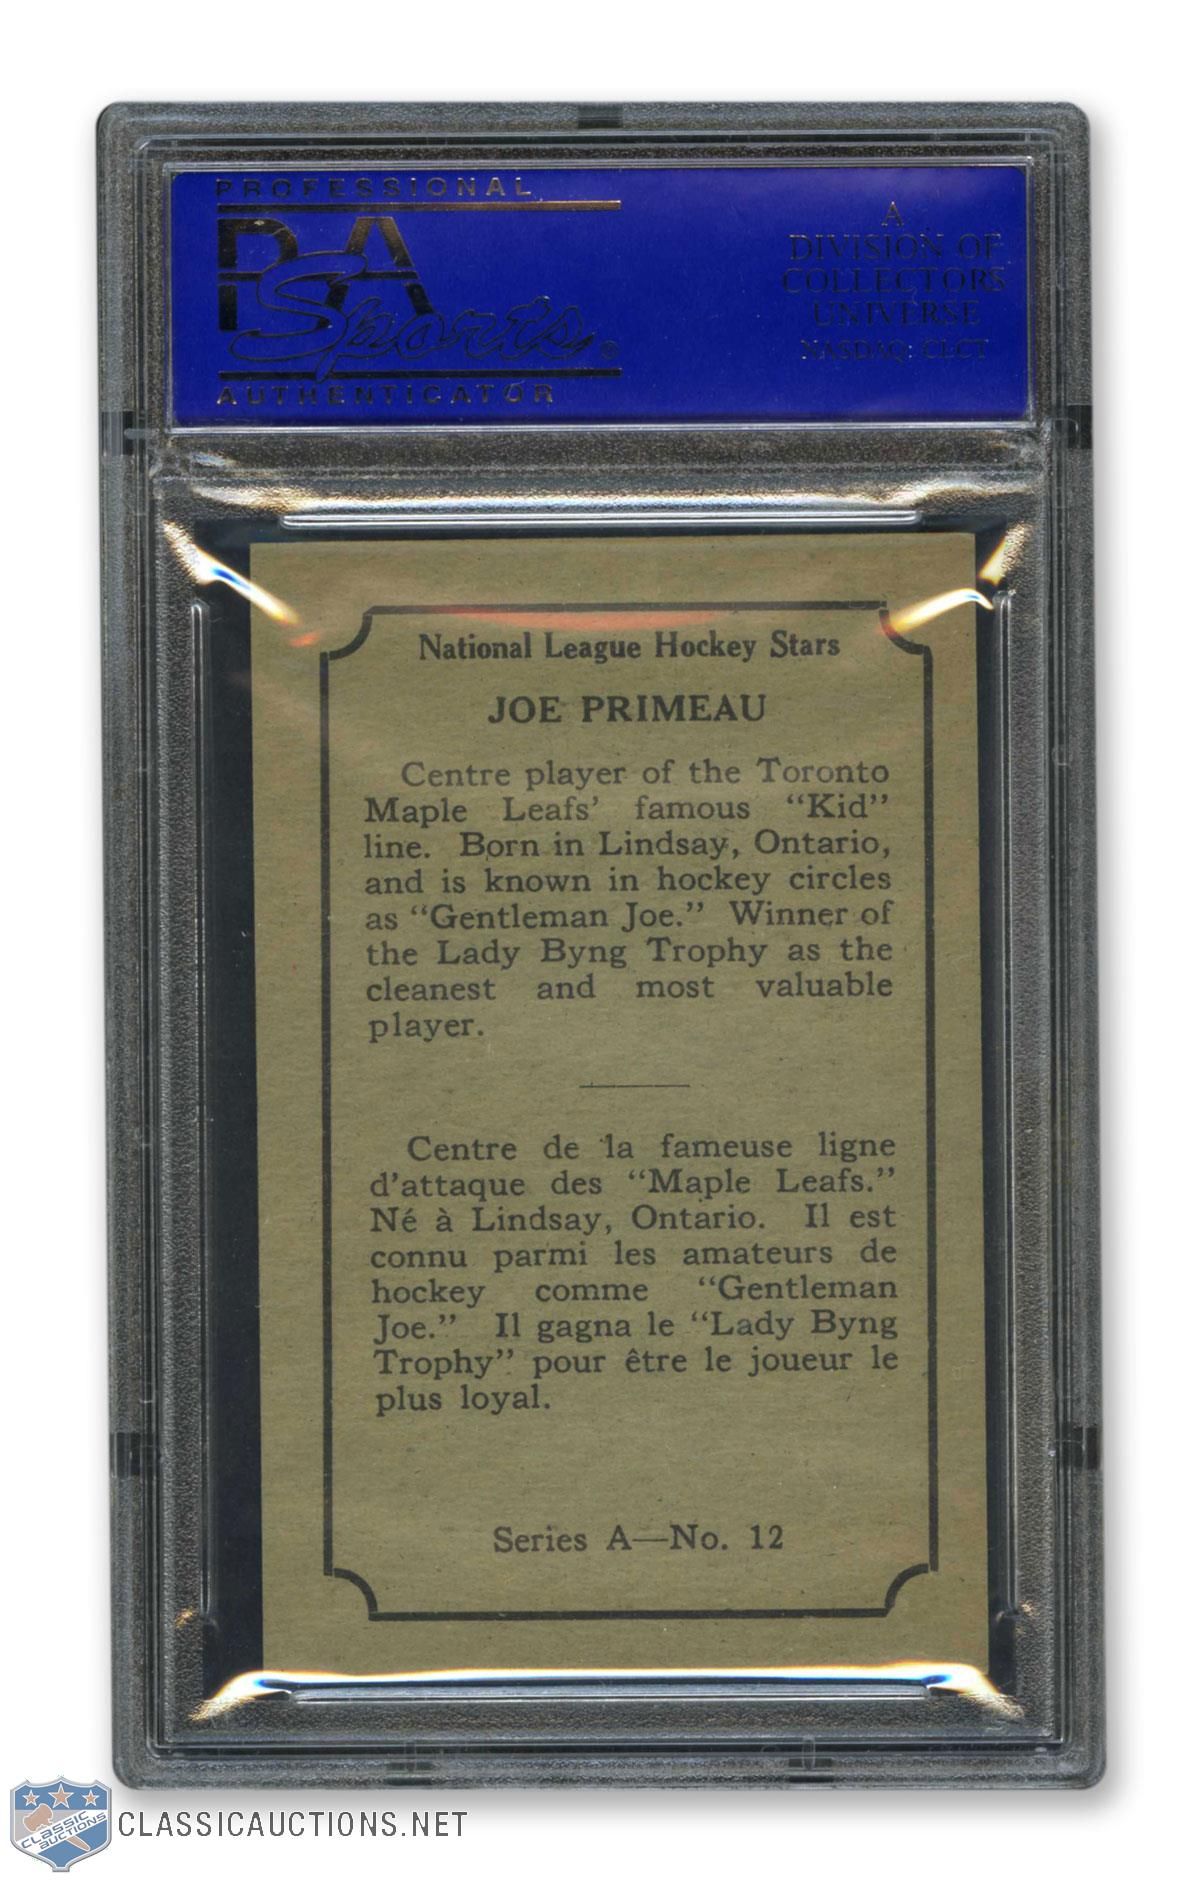 PROFESSIONAL
PSA
Sports®
AUTHENTICATOR
A
DIVISION OF
COLLECTORS
UNIVERSE
NASDAQ: CLCT
National League Hockey Stars
JOE PRIMEAU
Centre player of the Toronto
Maple Leafs' famous "Kid"
line. Born in Lindsay, Ontario,
and is known in hockey circles
as "Gentleman Joe." Winner of
the Lady Byng Trophy as the
cleanest and most valuable
player.
Centre de la fameuse ligne
d'attaque des "Maple Leafs."
Né à Lindsay, Ontario. Il est
connu parmi les amateurs de
hockey comme "Gentleman
Joe." Il gagna le "Lady Byng
Trophy" pour être le joueur le
plus loyal.
Series A—No. 12
CLASSIC
AUCTIONS
CLASSICAUCTIONS.NET